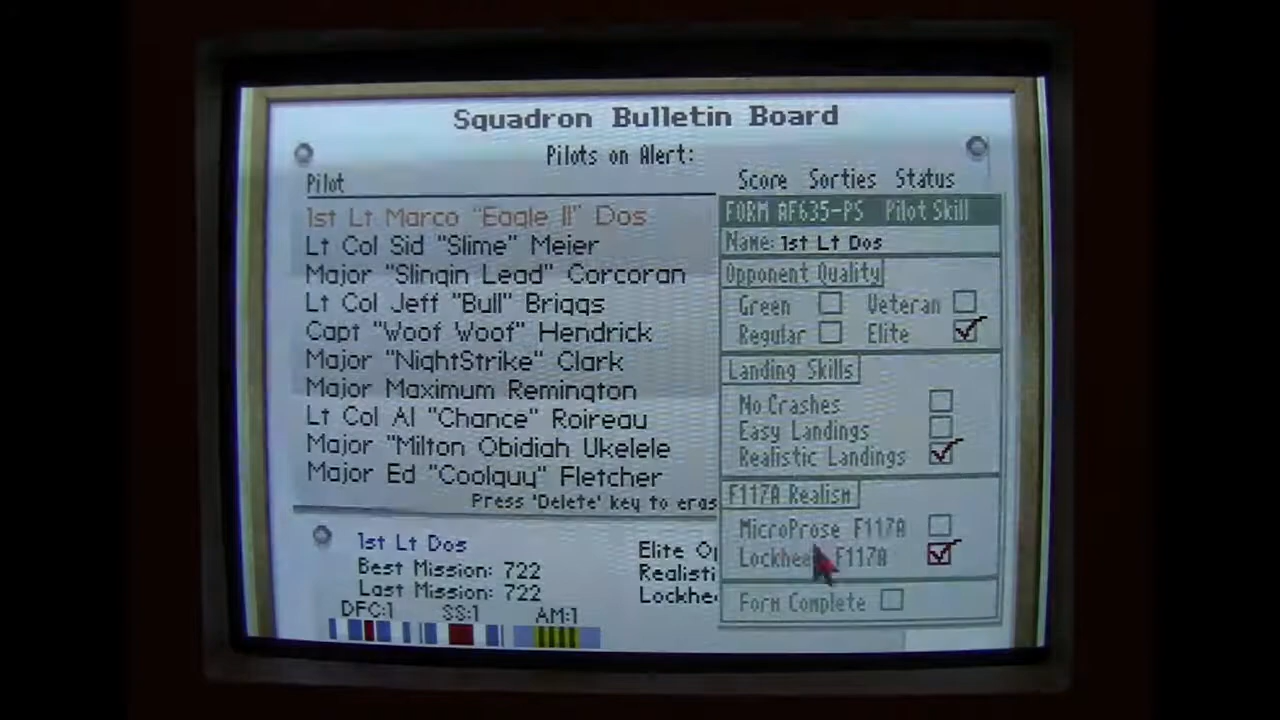 Squadron Bulletin Board
Pilots on Alert:
Pilot
Score Sorties Status
1st Lt Marco "Eagle II" Dos
Lt Col Sid "Slime" Meier
Major "Slingin Lead" Corcoran
Lt Col Jeff "Bull" Briggs
Capt "Woof Woof" Hendrick
Major "NightStrike" Clark
Major Maximum Remington
Lt Col Al "Chance" Roireau
Major "Milton Obidiah Ukelele
Major Ed "Coolguy" Fletcher
Press 'Delete' key to eras
FORM AF635-PS Pilot Skill
Name: 1st Lt Dos
Opponent Quality
Green Veteran
Regular Elite
Landing Skills
No Crashes
Easy Landings
Realistic Landings
F117A Realism
MicroProse F117A
Lockheed F117A
Form Complete
1st Lt Dos
Best Mission: 722
Last Mission: 722
DFC:1 SS:1 AM:1
Elite Op
Realisti
Lockhe